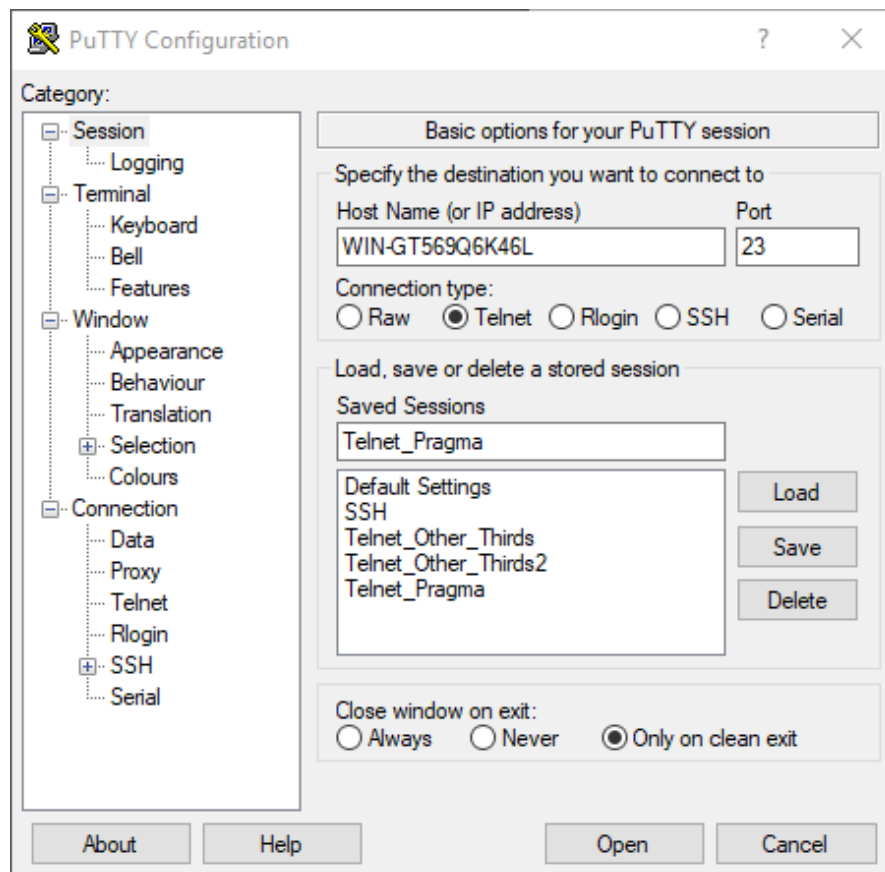 PuTTY Configuration
?
Category:
Session
Logging
Terminal
Keyboard
Bell
Features
Window
Appearance
Behaviour
Translation
Selection
Colours
Connection
Data
Proxy
Telnet
Rlogin
SSH
Serial
Basic options for your PuTTY session
Specify the destination you want to connect to
Host Name (or IP address) Port
WIN-GT569Q6K46L 23
Connection type:
Raw Telnet Rlogin SSH Serial
Load, save or delete a stored session
Saved Sessions
Telnet_Pragma
Default Settings
SSH
Telnet_Other_Thirds
Telnet_Other_Thirds2
Telnet_Pragma
Load
Save
Delete
Close window on exit:
Always Never Only on clean exit
About Help Open Cancel